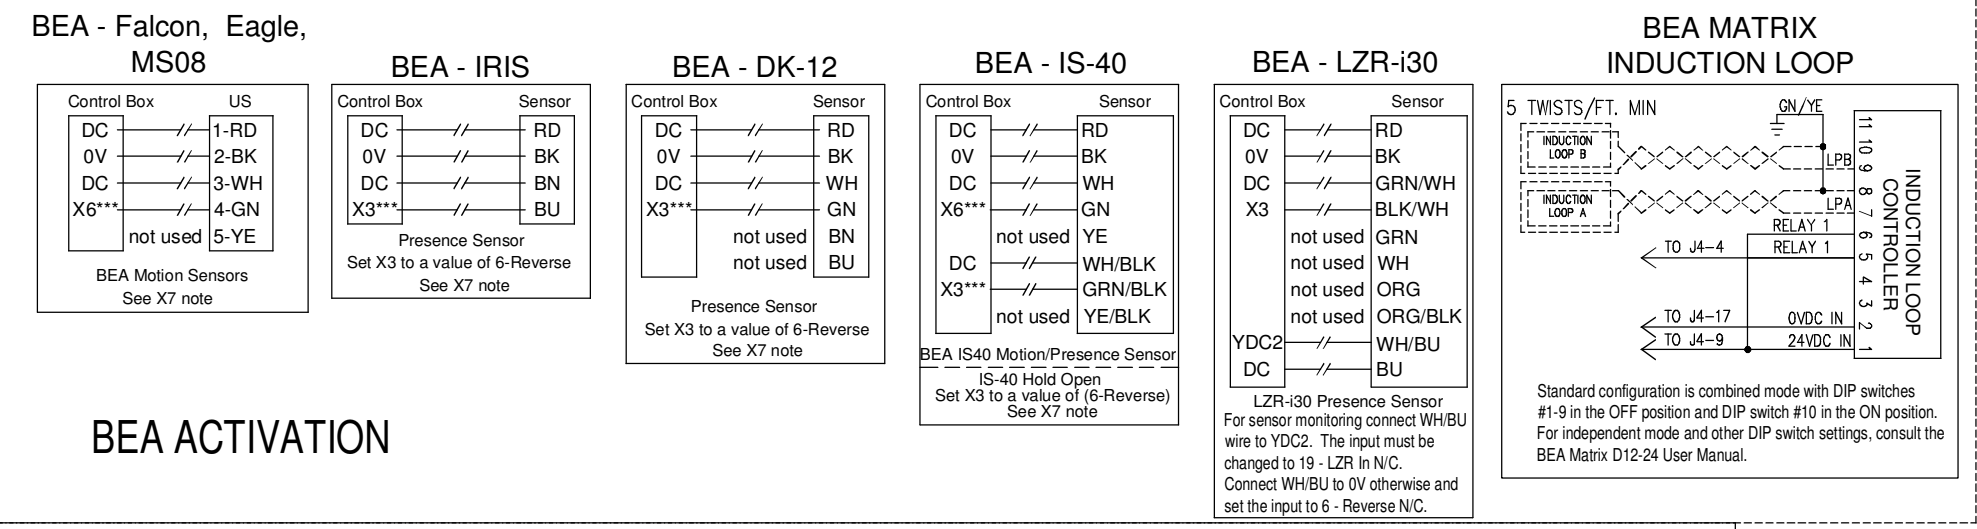 BEA - Falcon, Eagle,
MS08
Control Box US
DC 1-RD
0V 2-BK
DC 3-WH
X6*** 4-GN
not used 5-YE
BEA Motion Sensors
See X7 note
BEA - IRIS
Control Box Sensor
DC RD
0V BK
DC BN
X3*** BU
Presence Sensor
Set X3 to a value of 6-Reverse
See X7 note
BEA - DK-12
Control Box Sensor
DC RD
0V BK
DC WH
X3*** GN
not used BN
not used BU
Presence Sensor
Set X3 to a value of 6-Reverse
See X7 note
BEA - IS-40
Control Box Sensor
DC RD
0V BK
DC WH
X6*** GN
not used YE
DC WH/BLK
X3*** GRN/BLK
not used YE/BLK
BEA IS40 Motion/Presence Sensor
IS-40 Hold Open
Set X3 to a value of (6-Reverse)
See X7 note
BEA - LZR-i30
Control Box Sensor
DC RD
0V BK
DC GRN/WH
X3 BLK/WH
not used GRN
not used WH
not used ORG
not used ORG/BLK
YDC2 WH/BU
DC BU
LZR-i30 Presence Sensor
For sensor monitoring connect WH/BU
wire to YDC2. The input must be
changed to 19 - LZR In N/C.
Connect WH/BU to 0V otherwise and
set the input to 6 - Reverse N/C.
BEA MATRIX
INDUCTION LOOP
5 TWISTS/FT. MIN
GN/YE
INDUCTION
LOOP B
LPB
INDUCTION
LOOP A
LPA
RELAY 1
TO J4-4 RELAY 1
TO J4-17 0VDC IN
TO J4-9 24VDC IN
11 10 9 8 7 6 5 4 3 2 1
INDUCTION LOOP
CONTROLLER
Standard configuration is combined mode with DIP switches
#1-9 in the OFF position and DIP switch #10 in the ON position.
For independent mode and other DIP switch settings, consult the
BEA Matrix D12-24 User Manual.
BEA ACTIVATION